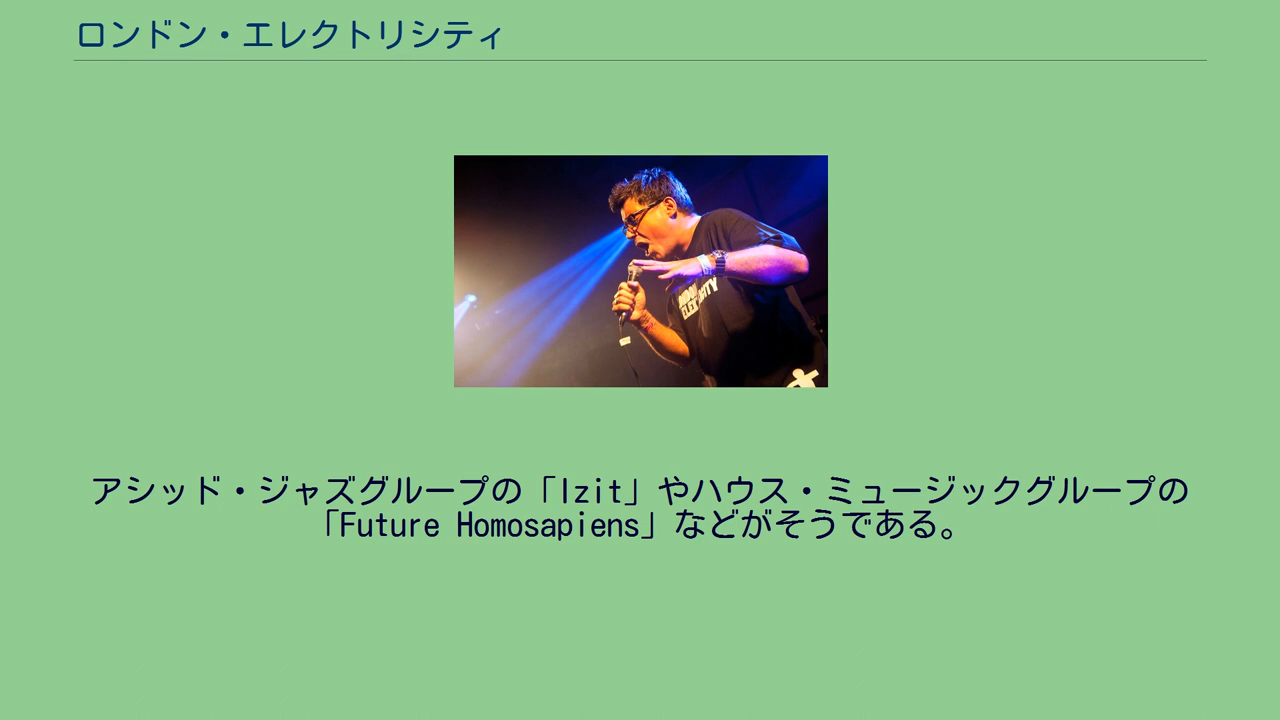 ロンドン・エレクトリシティ
アシッド・ジャズグループの「Izit」やハウス・ミュージックグループの
「Future Homosapiens」などがそうである。